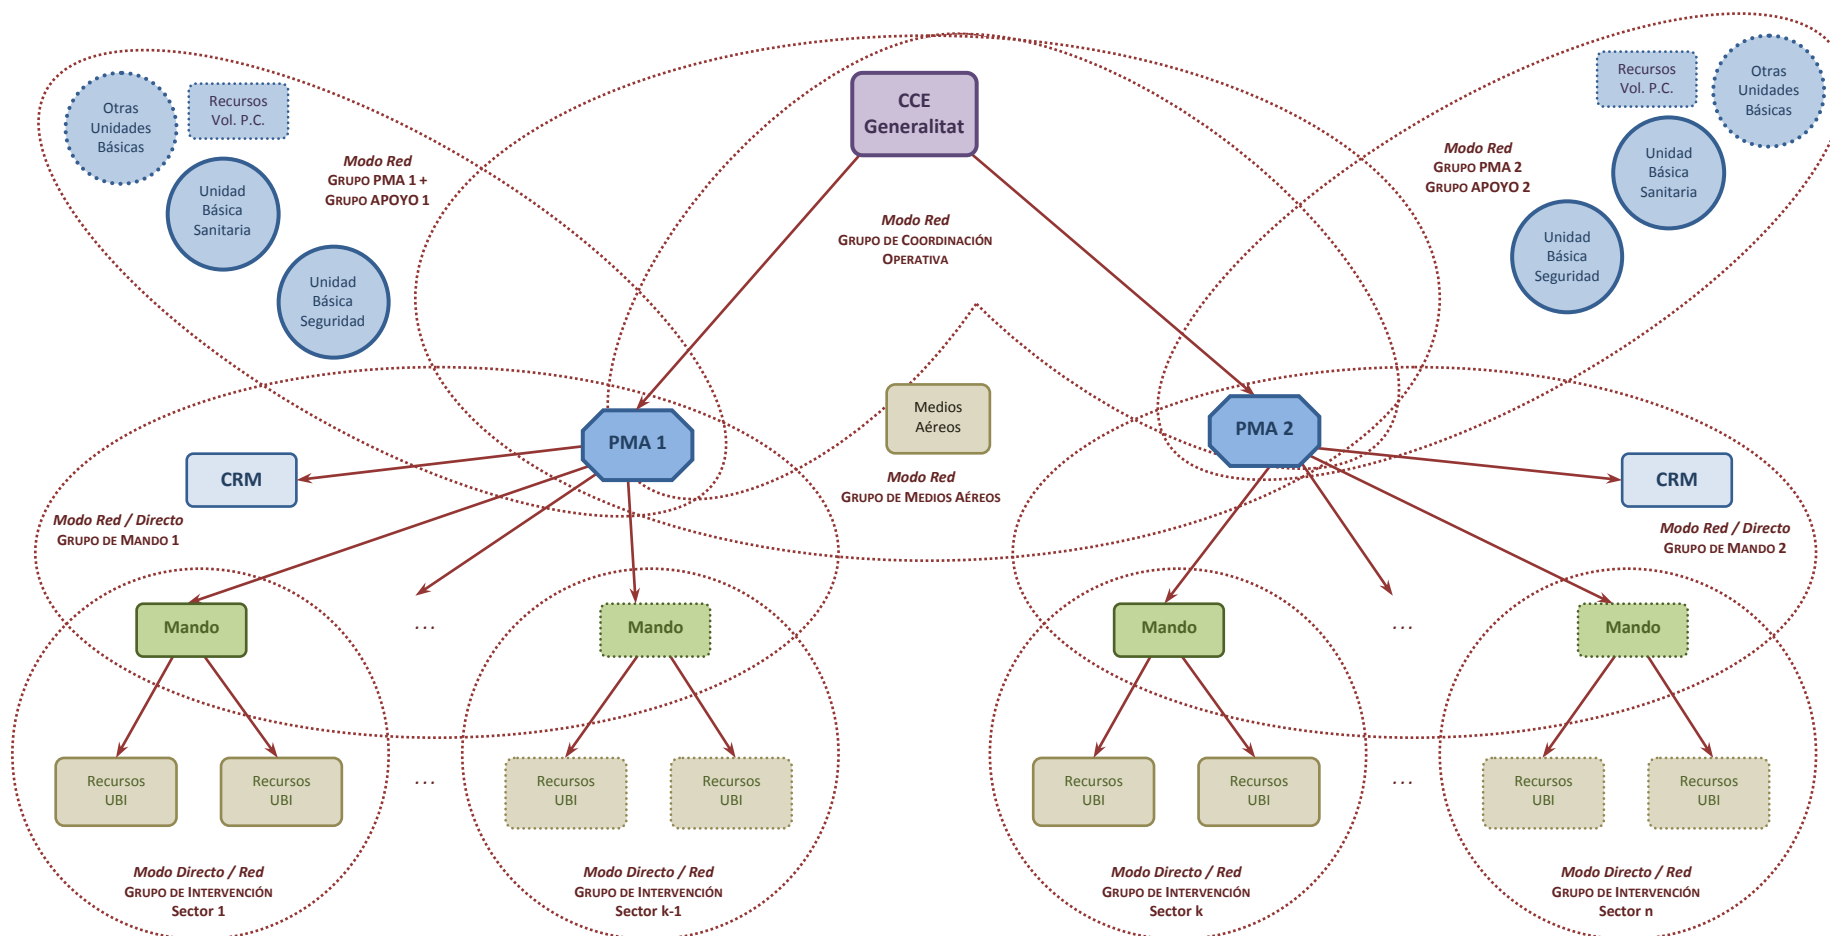 CCE
Generalitat
Otras
Unidades
Básicas
Recursos
Vol. P.C.
Unidad
Básica
Sanitaria
Unidad
Básica
Seguridad
Modo Red
GRUPO PMA 1 +
GRUPO APOYO 1
Modo Red
GRUPO DE COORDINACIÓN
OPERATIVA
Modo Red
GRUPO PMA 2
GRUPO APOYO 2
Recursos
Vol. P.C.
Otras
Unidades
Básicas
Unidad
Básica
Sanitaria
Unidad
Básica
Seguridad
PMA 1
Medios
Aéreos
Modo Red
GRUPO DE MEDIOS AÉREOS
PMA 2
CRM
Modo Red / Directo
GRUPO DE MANDO 1
CRM
Modo Red / Directo
GRUPO DE MANDO 2
Mando
...
Mando
Mando
...
Mando
Recursos
UBI
Recursos
UBI
...
Recursos
UBI
Recursos
UBI
Recursos
UBI
Recursos
UBI
...
Recursos
UBI
Recursos
UBI
Modo Directo / Red
GRUPO DE INTERVENCIÓN
Sector 1
Modo Directo / Red
GRUPO DE INTERVENCIÓN
Sector k-1
Modo Directo / Red
GRUPO DE INTERVENCIÓN
Sector k
Modo Directo / Red
GRUPO DE INTERVENCIÓN
Sector n